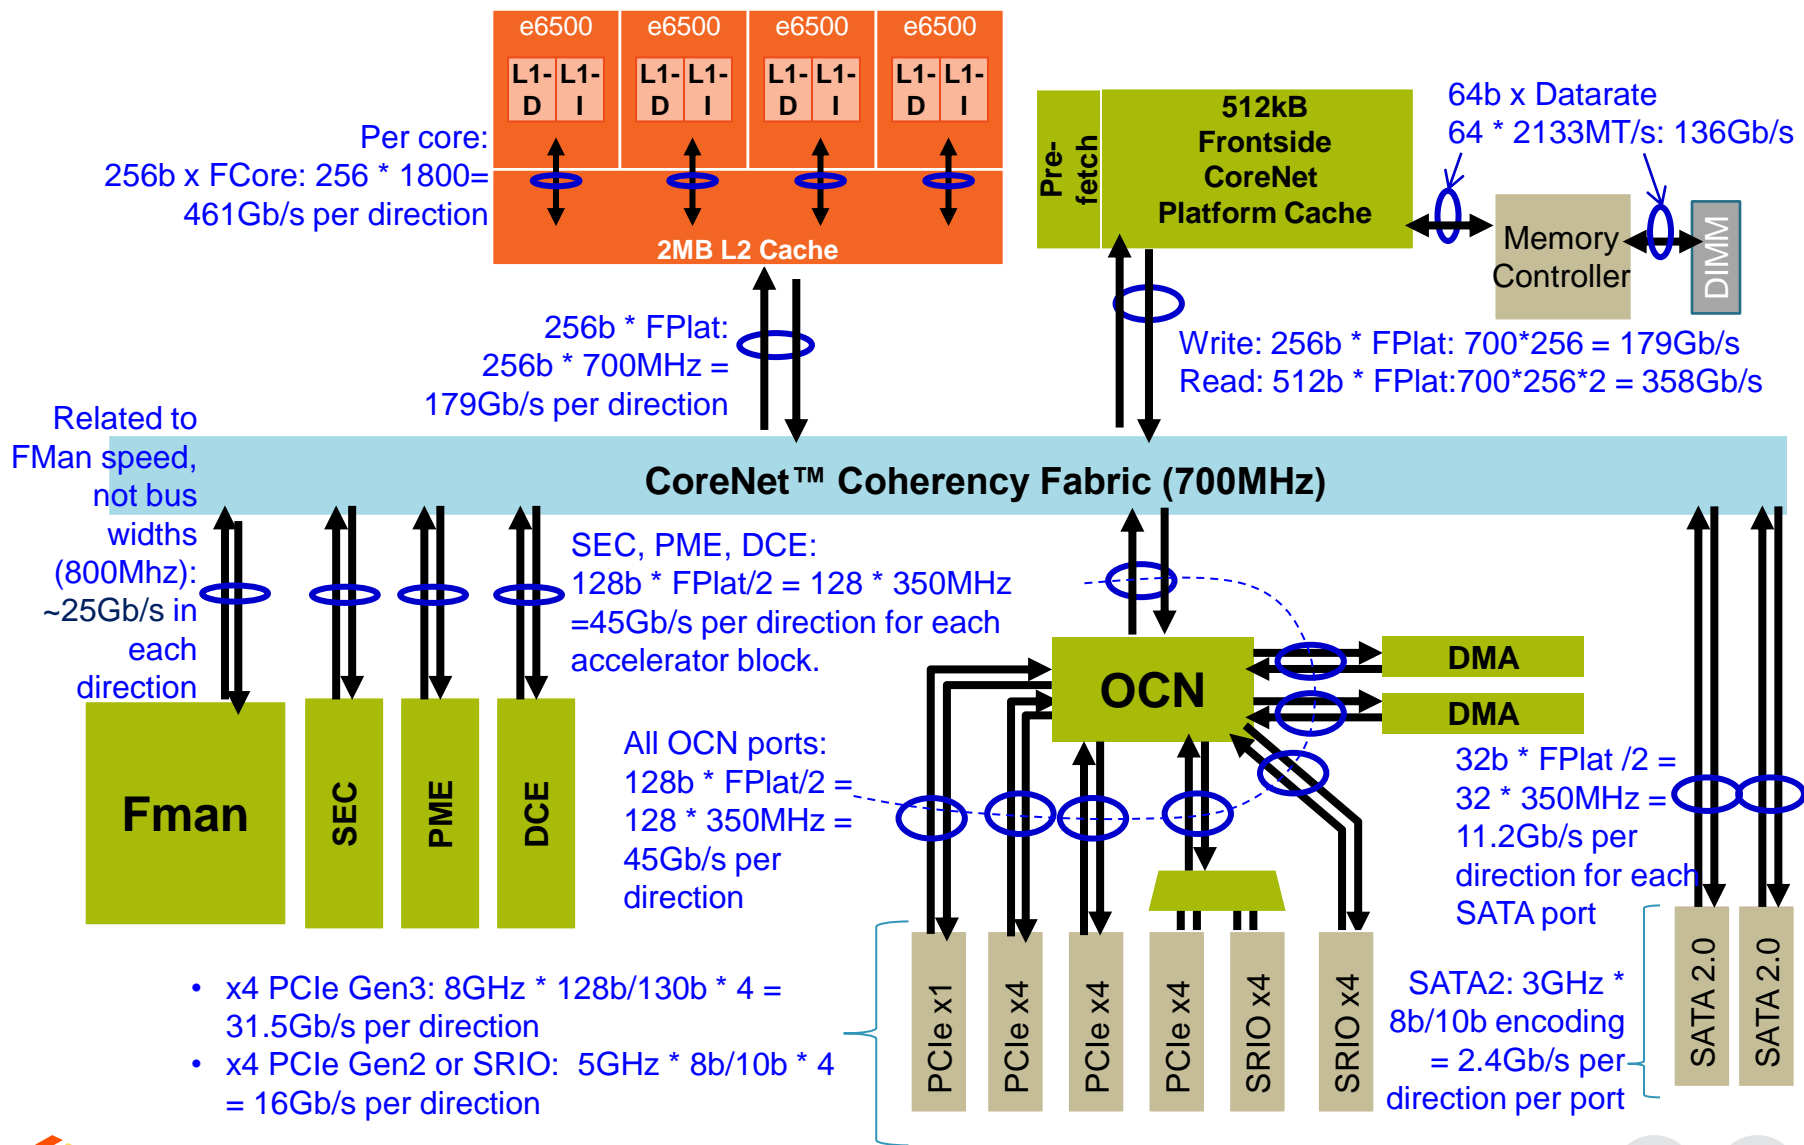 e6500
e6500
e6500
e6500
L1-D
L1-I
L1-D
L1-I
L1-D
L1-I
L1-D
L1-I
2MB L2 Cache
Per core:
256b x FCore: 256 * 1800=
461Gb/s per direction
Pre-fetch
512kB
Frontside
CoreNet
Platform Cache
64b x Datarate
64 * 2133MT/s: 136Gb/s
Memory
Controller
DIMM
256b * FPlat:
256b * 700MHz =
179Gb/s per direction
Write: 256b * FPlat: 700*256 = 179Gb/s
Read: 512b * FPlat:700*256*2 = 358Gb/s
CoreNet™ Coherency Fabric (700MHz)
Related to
FMan speed,
not bus
widths
(800Mhz):
~25Gb/s in
each
direction
SEC, PME, DCE:
128b * FPlat/2 = 128 * 350MHz
=45Gb/s per direction for each
accelerator block.
Fman
SEC
PME
DCE
OCN
DMA
DMA
All OCN ports:
128b * FPlat/2 =
128 * 350MHz =
45Gb/s per
direction
32b * FPlat /2 =
32 * 350MHz =
11.2Gb/s per
direction for each
SATA port
PCIe x1
PCIe x4
PCIe x4
PCIe x4
SRIO x4
SRIO x4
SATA 2.0
SATA 2.0
• x4 PCIe Gen3: 8GHz * 128b/130b * 4 =
31.5Gb/s per direction
• x4 PCIe Gen2 or SRIO: 5GHz * 8b/10b * 4
= 16Gb/s per direction
SATA2: 3GHz *
8b/10b encoding
= 2.4Gb/s per
direction per port